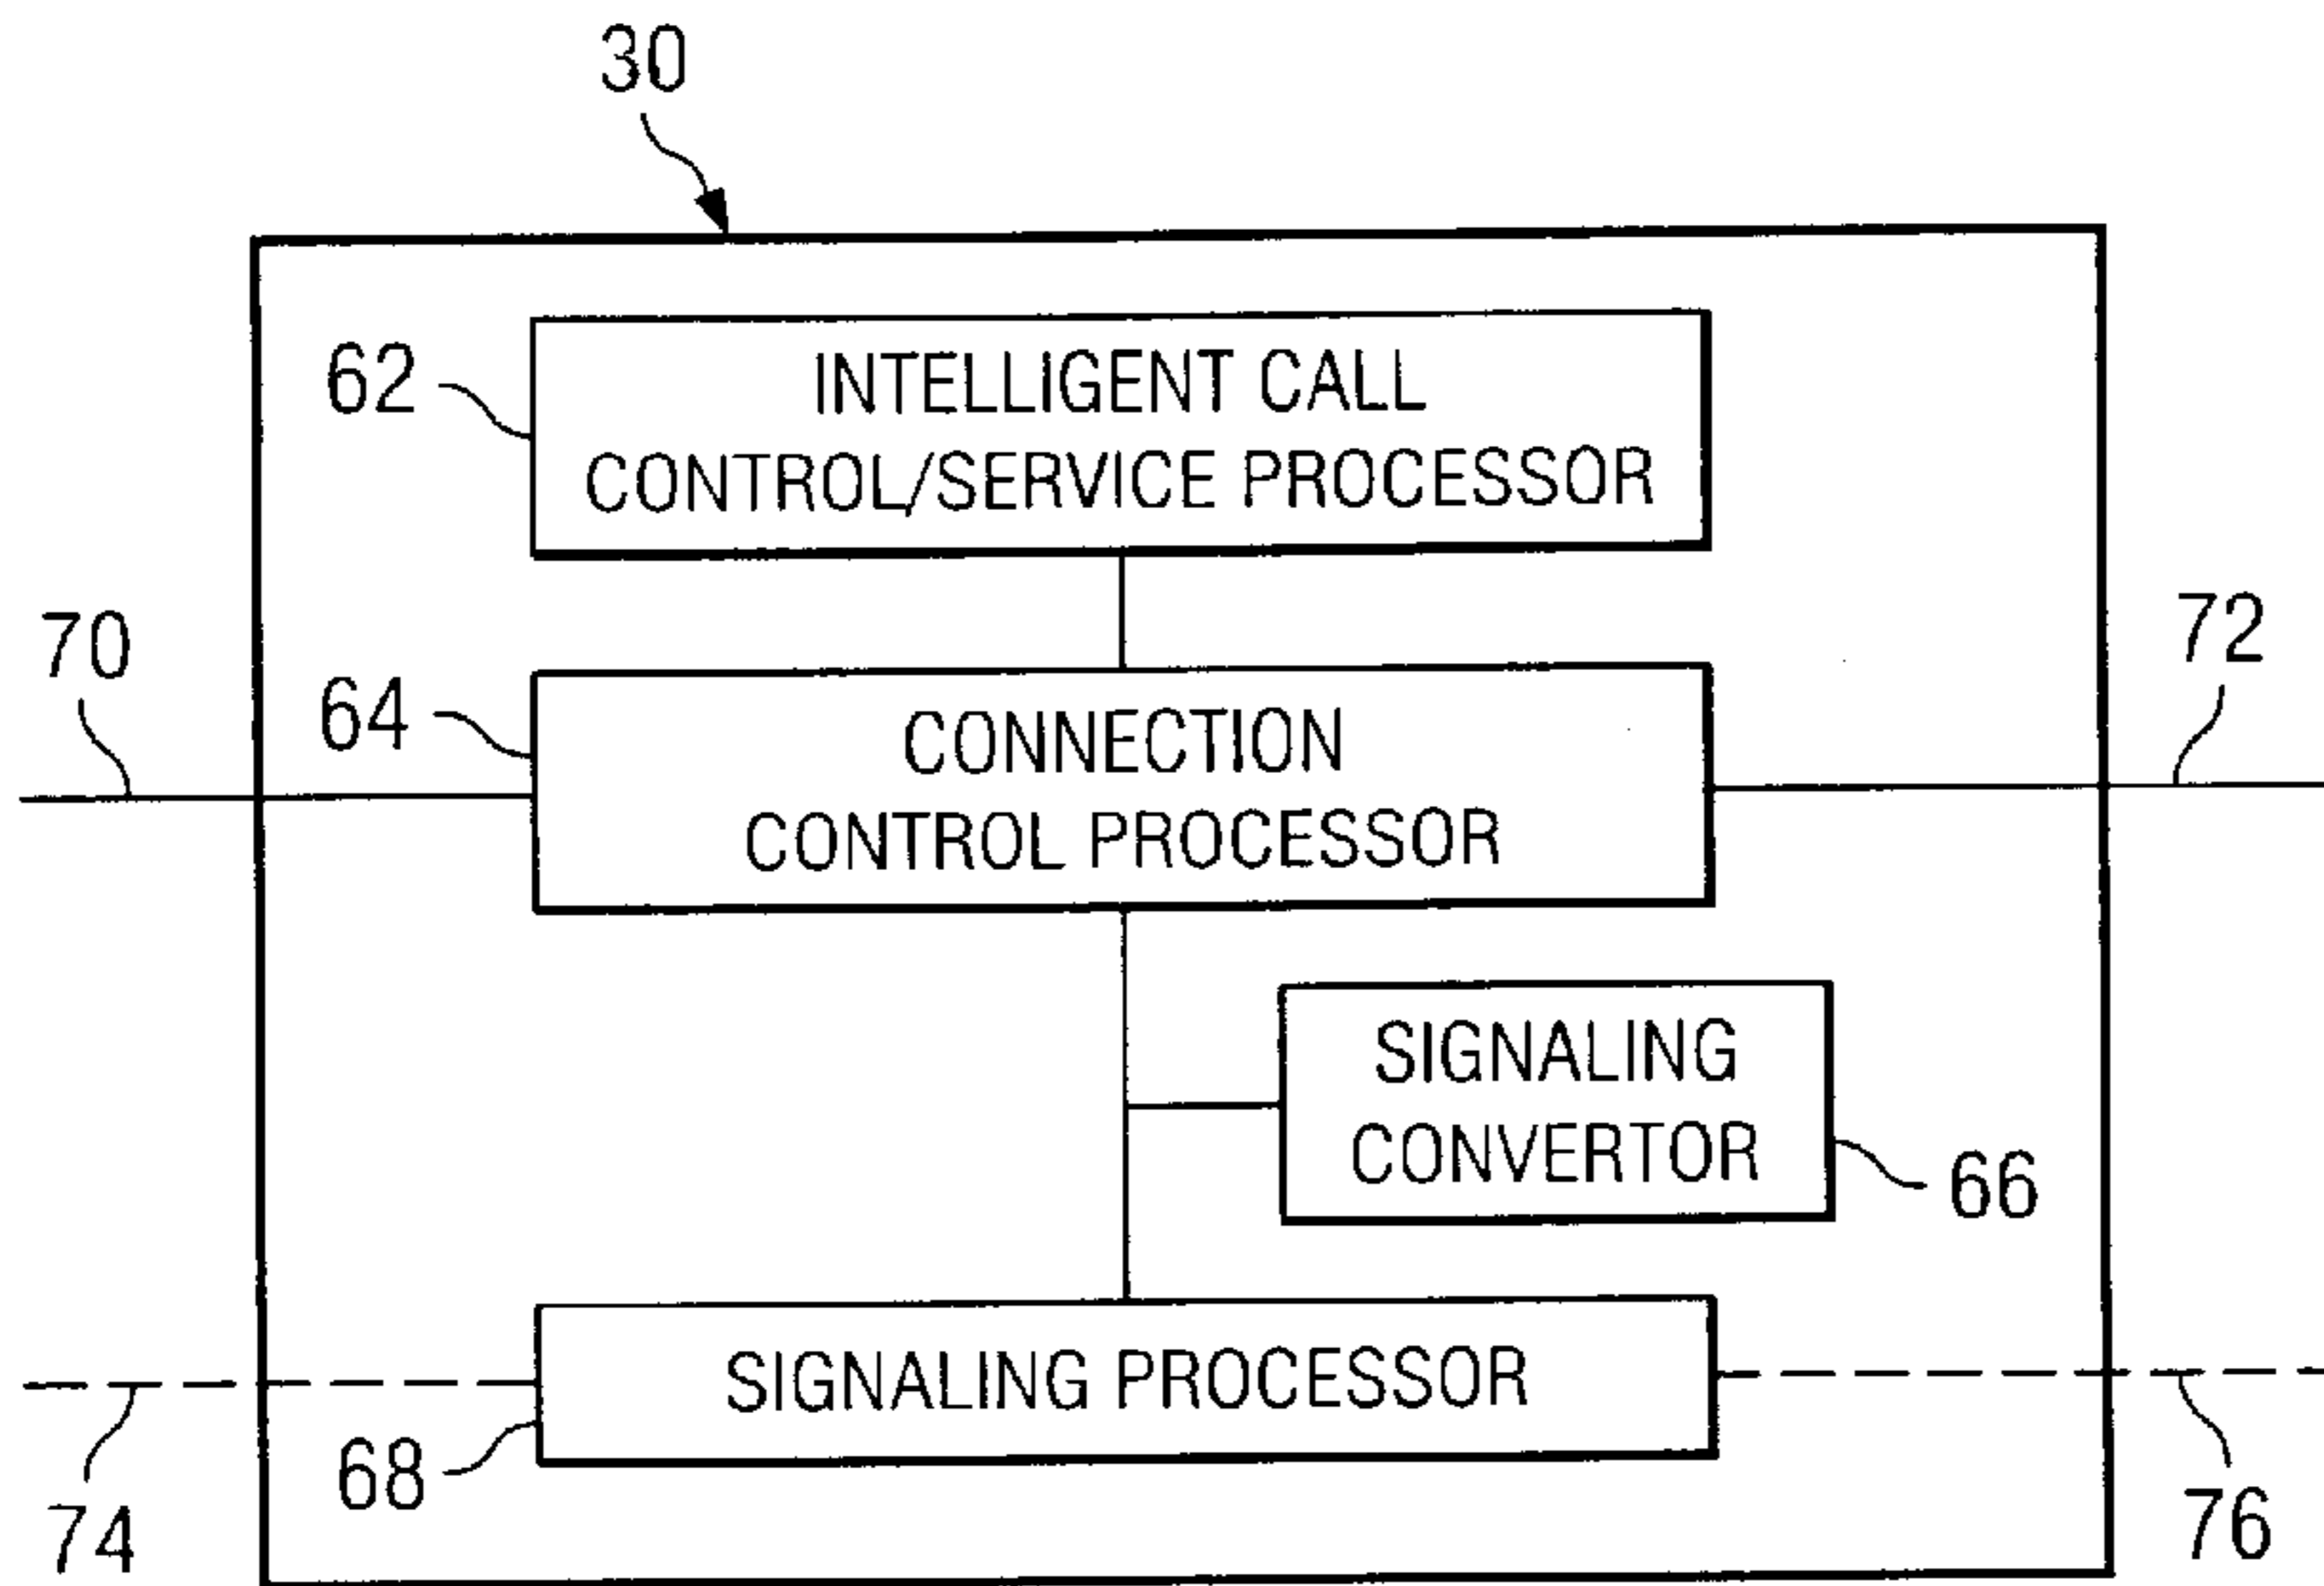 30
62
INTELLIGENT CALL
CONTROL/SERVICE PROCESSOR
70
72
64
CONNECTION
CONTROL PROCESSOR
SIGNALING
CONVERTOR
66
SIGNALING PROCESSOR
68
74
76